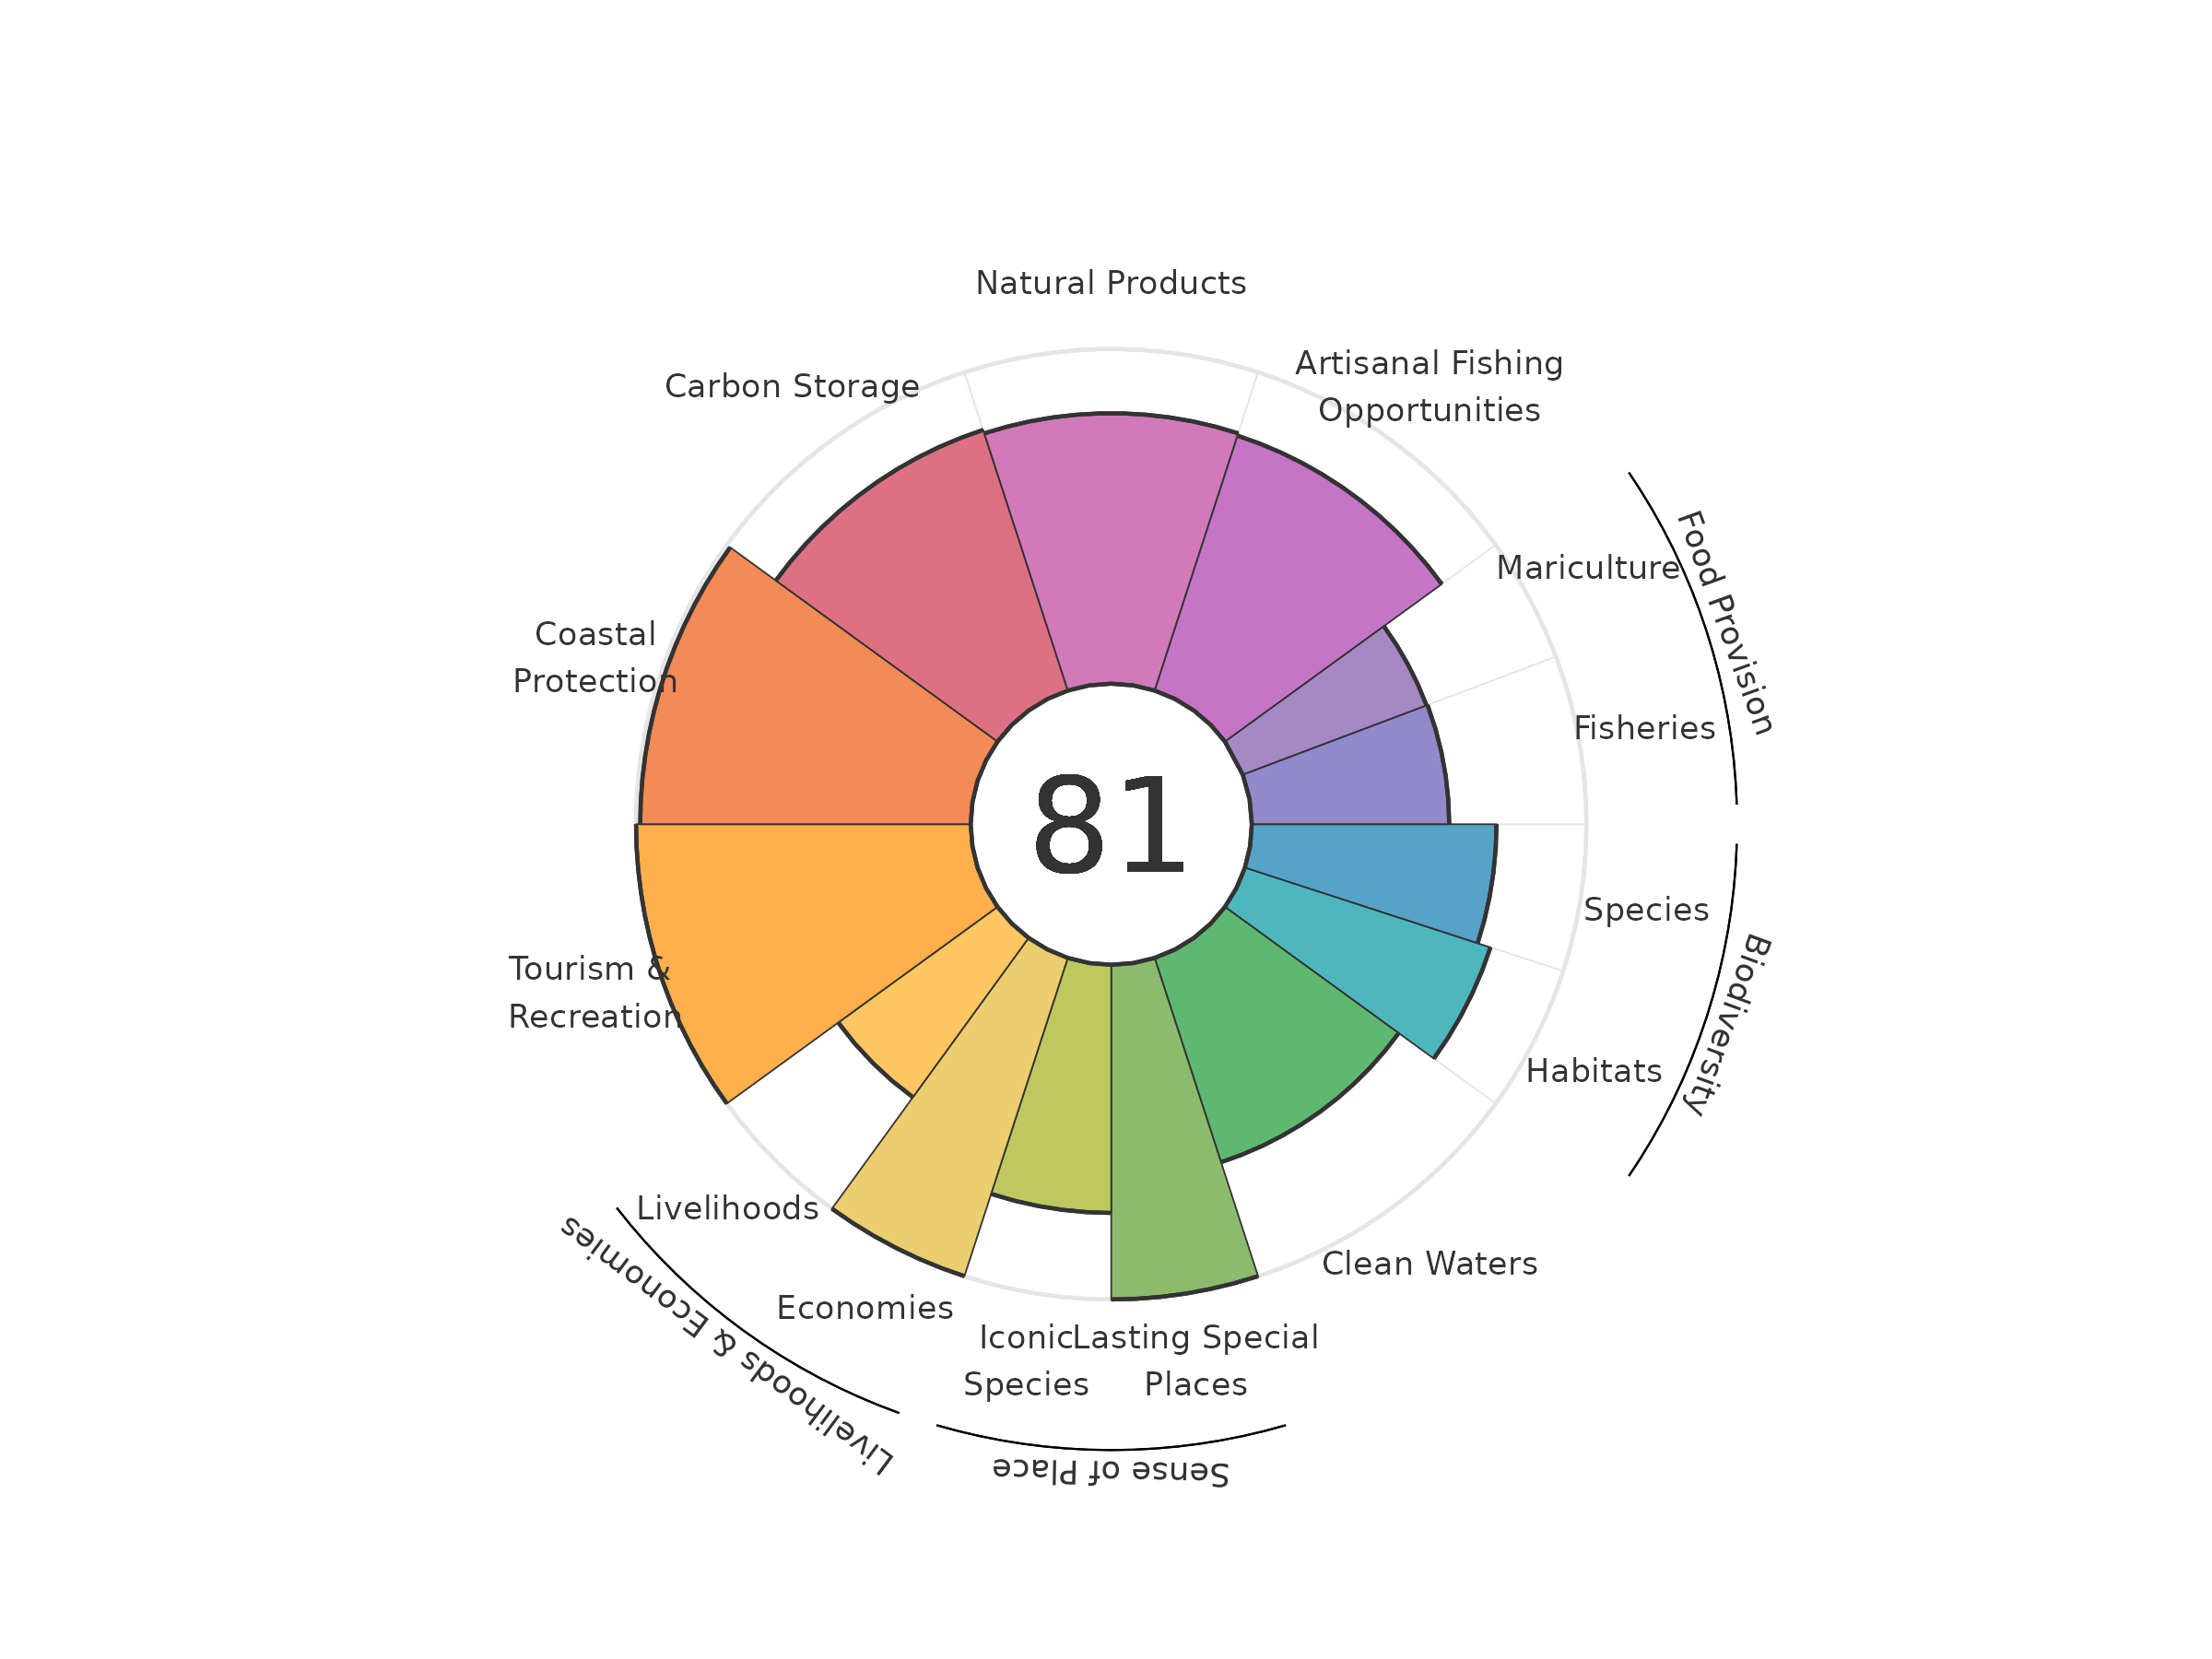 Natural Products
Carbon Storage
Artisanal Fishing
Opportunities
Mariculture
Food Provision
Coastal
Protection
Fisheries
81
Species
Biodiversity
Tourism &
Recreation
Habitats
Livelihoods
Clean Waters
Economies
Livelihoods & Economies
Iconic
Species
Lasting Special
Places
Sense of Place